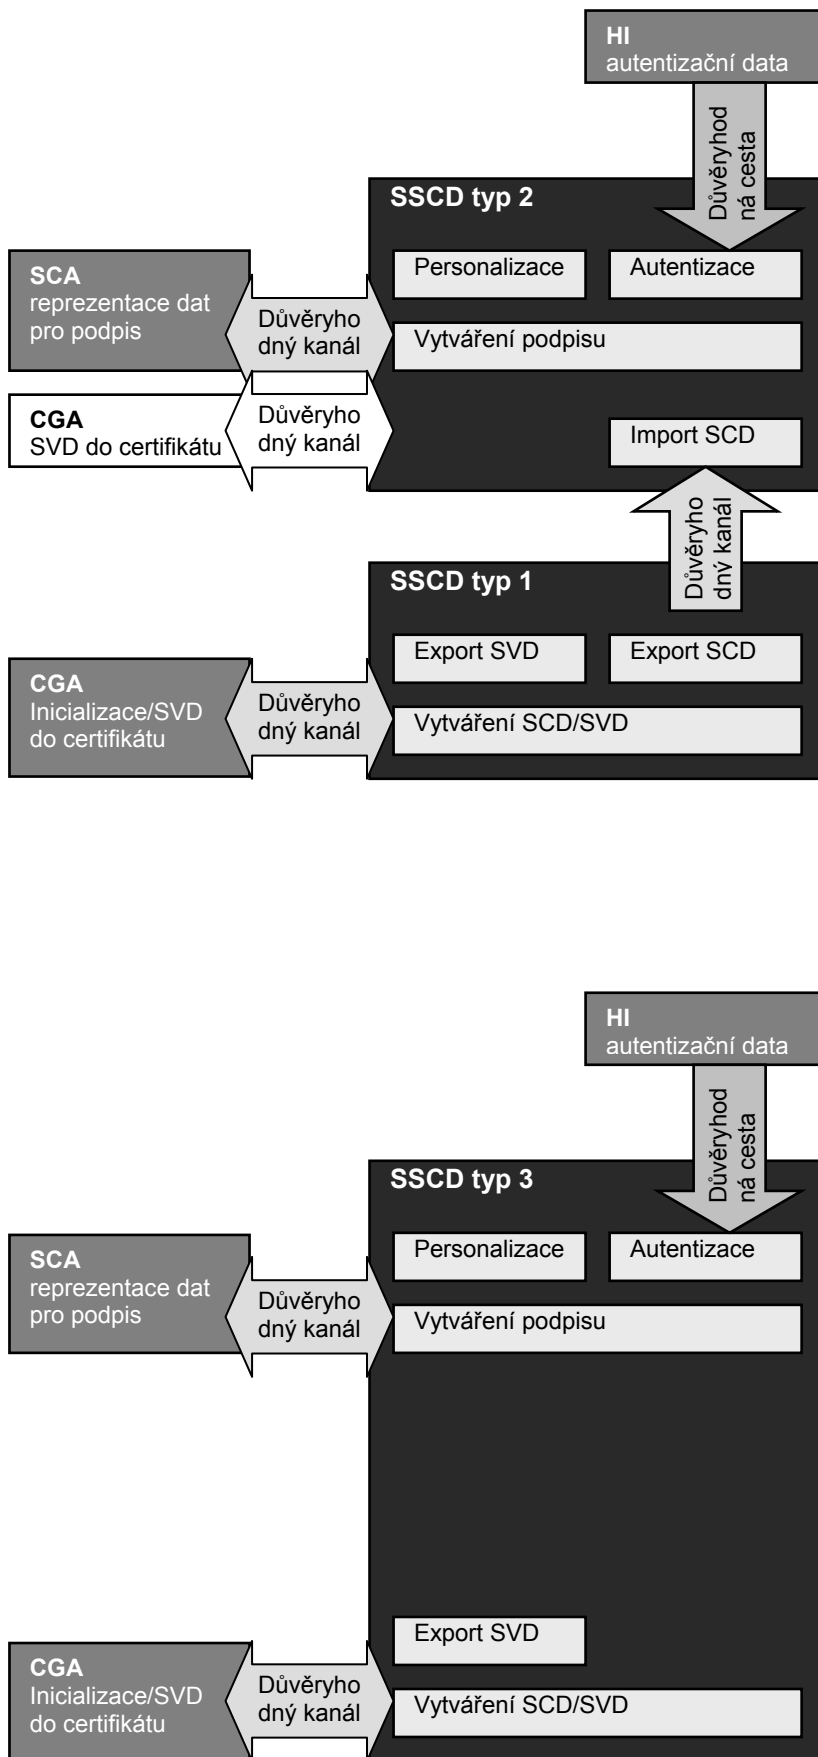 HI
autentizační data
Důvěryhod
ná cesta
SSCD typ 2
Personalizace
Autentizace
SCA
reprezentace dat
pro podpis
Důvěryho
dný kanál
Vytváření podpisu
CGA
SVD do certifikátu
Důvěryho
dný kanál
Import SCD
Důvěryho
dný kanál
SSCD typ 1
Export SVD
Export SCD
CGA
Inicializace/SVD
do certifikátu
Důvěryho
dný kanál
Vytváření SCD/SVD
HI
autentizační data
Důvěryhod
ná cesta
SSCD typ 3
Personalizace
Autentizace
SCA
reprezentace dat
pro podpis
Důvěryho
dný kanál
Vytváření podpisu
Export SVD
CGA
Inicializace/SVD
do certifikátu
Důvěryho
dný kanál
Vytváření SCD/SVD